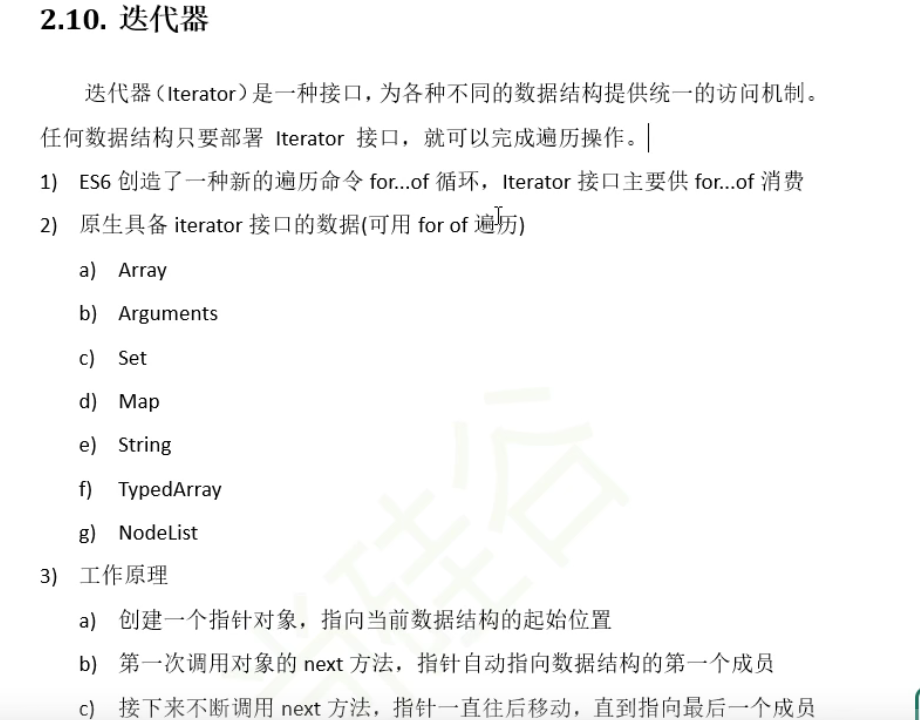 2.10. 迭代器
迭代器（Iterator）是一种接口，为各种不同的数据结构提供统一的访问机制。
任何数据结构只要部署 Iterator 接口，就可以完成遍历操作。
1) ES6 创造了一种新的遍历命令 for...of 循环，Iterator 接口主要供 for...of 消费
2) 原生具备 iterator 接口的数据(可用 for of 遍历)
a) Array
b) Arguments
c) Set
d) Map
e) String
f) TypedArray
g) NodeList
3) 工作原理
a) 创建一个指针对象，指向当前数据结构的起始位置
b) 第一次调用对象的 next 方法，指针自动指向数据结构的第一个成员
c) 接下来不断调用 next 方法，指针一直往后移动，直到指向最后一个成员
尚硅谷